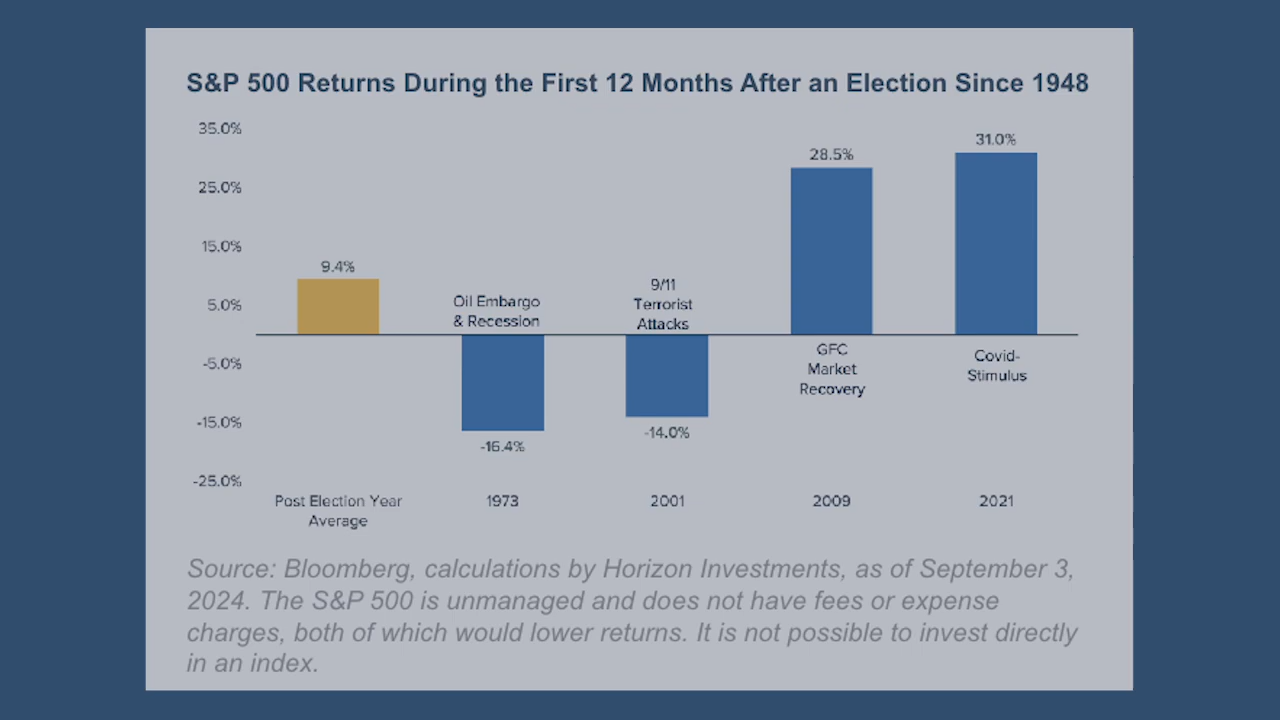 S&P 500 Returns During the First 12 Months After an Election Since 1948
35.0%
25.0%
15.0%
5.0%
-5.0%
-15.0%
-25.0%
9.4%
Oil Embargo
& Recession
-16.4%
9/11
Terrorist
Attacks
-14.0%
28.5%
GFC
Market
Recovery
31.0%
Covid-
Stimulus
Post Election Year
Average
1973
2001
2009
2021
Source: Bloomberg, calculations by Horizon Investments, as of September 3,
2024. The S&P 500 is unmanaged and does not have fees or expense
charges, both of which would lower returns. It is not possible to invest directly
in an index.